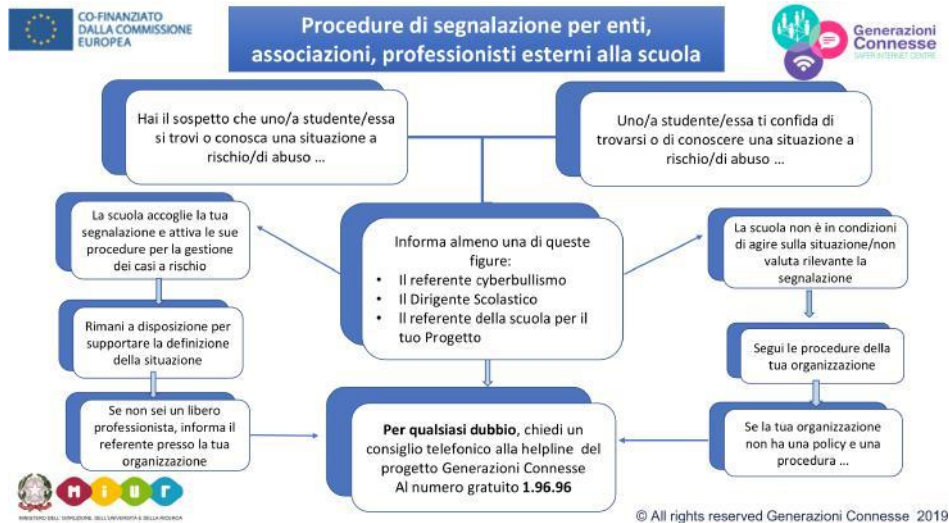 CO-FINANZIATO
DALLA COMMISSIONE
EUROPEA
Procedure di segnalazione per enti,
associazioni, professionisti esterni alla scuola
Generazioni
Connesse
SAFER INTERNET CENTRE
Hai il sospetto che uno/a studente/essa
si trovi o conosca una situazione a
rischio/di abuso ...
Uno/a studente/essa ti confida di
trovarsi o di conoscere una situazione a
rischio/di abuso ...
La scuola accoglie la tua
segnalazione e attiva le sue
procedure per la gestione
dei casi a rischio
Informa almeno una di queste
figure:
• Il referente cyberbullismo
• Il Dirigente Scolastico
• Il referente della scuola per il
tuo Progetto
La scuola non è in condizioni
di agire sulla situazione/non
valuta rilevante la
segnalazione
Rimani a disposizione per
supportare la definizione
della situazione
Segui le procedure della
tua organizzazione
Se non sei un libero
professionista, informa il
referente presso la tua
organizzazione
Per qualsiasi dubbio, chiedi un
consiglio telefonico alla helpline del
progetto Generazioni Connesse
Al numero gratuito 1.96.96
Se la tua organizzazione
non ha una policy e una
procedura ...
miur
MINISTERO DELL'ISTRUZIONE, DELL'UNIVERSITÀ E DELLA RICERCA
© All rights reserved Generazioni Connesse 2019